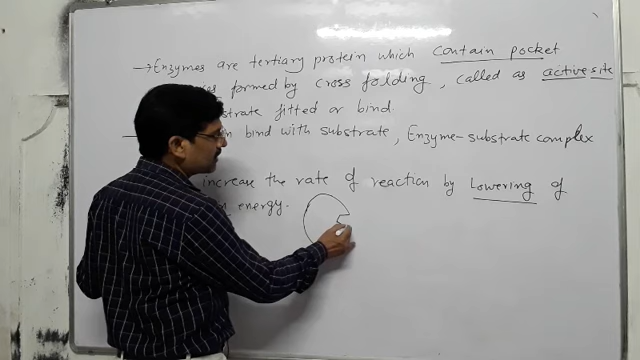 → Enzymes are tertiary protein which contain pocket
formed by cross folding, called as active site
substrate fitted or bind.
bind with substrate, Enzyme-substrate complex
increase the rate of reaction by Lowering of
energy.